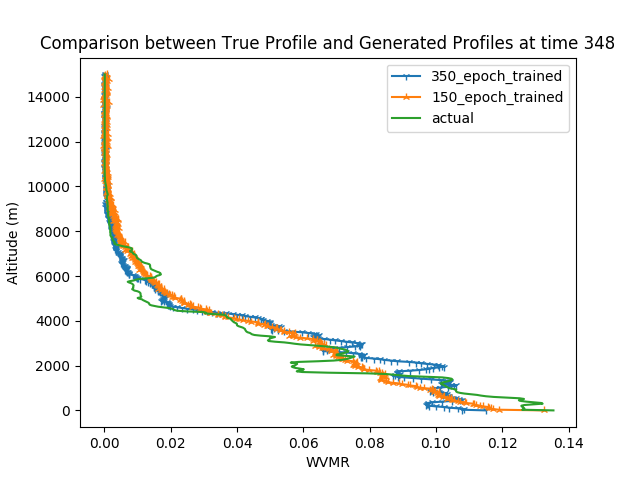 Comparison between True Profile and Generated Profiles at time 348
350_epoch_trained
150_epoch_trained
actual
Altitude (m)
14000
12000
10000
8000
6000
4000
2000
0
0.00 0.02 0.04 0.06 0.08 0.10 0.12 0.14
WVMR